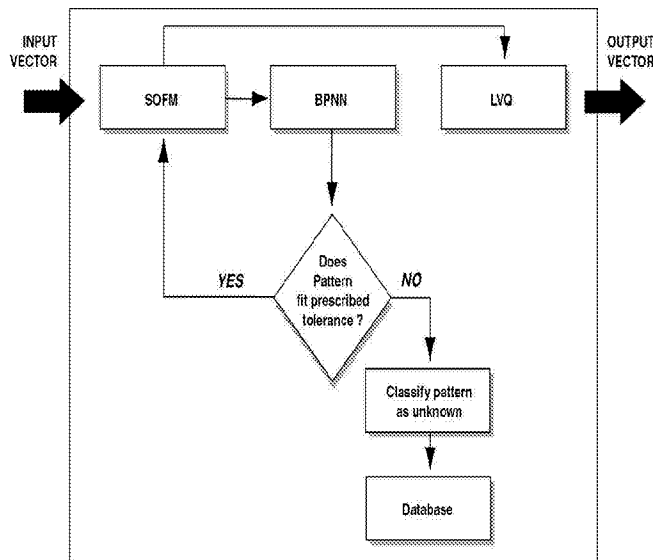 INPUT
VECTOR
OUTPUT
VECTOR
SOFM
BPNN
LVQ
Does
Pattern
fit prescribed
tolerance ?
YES
NO
Classify pattern
as unknown
Database